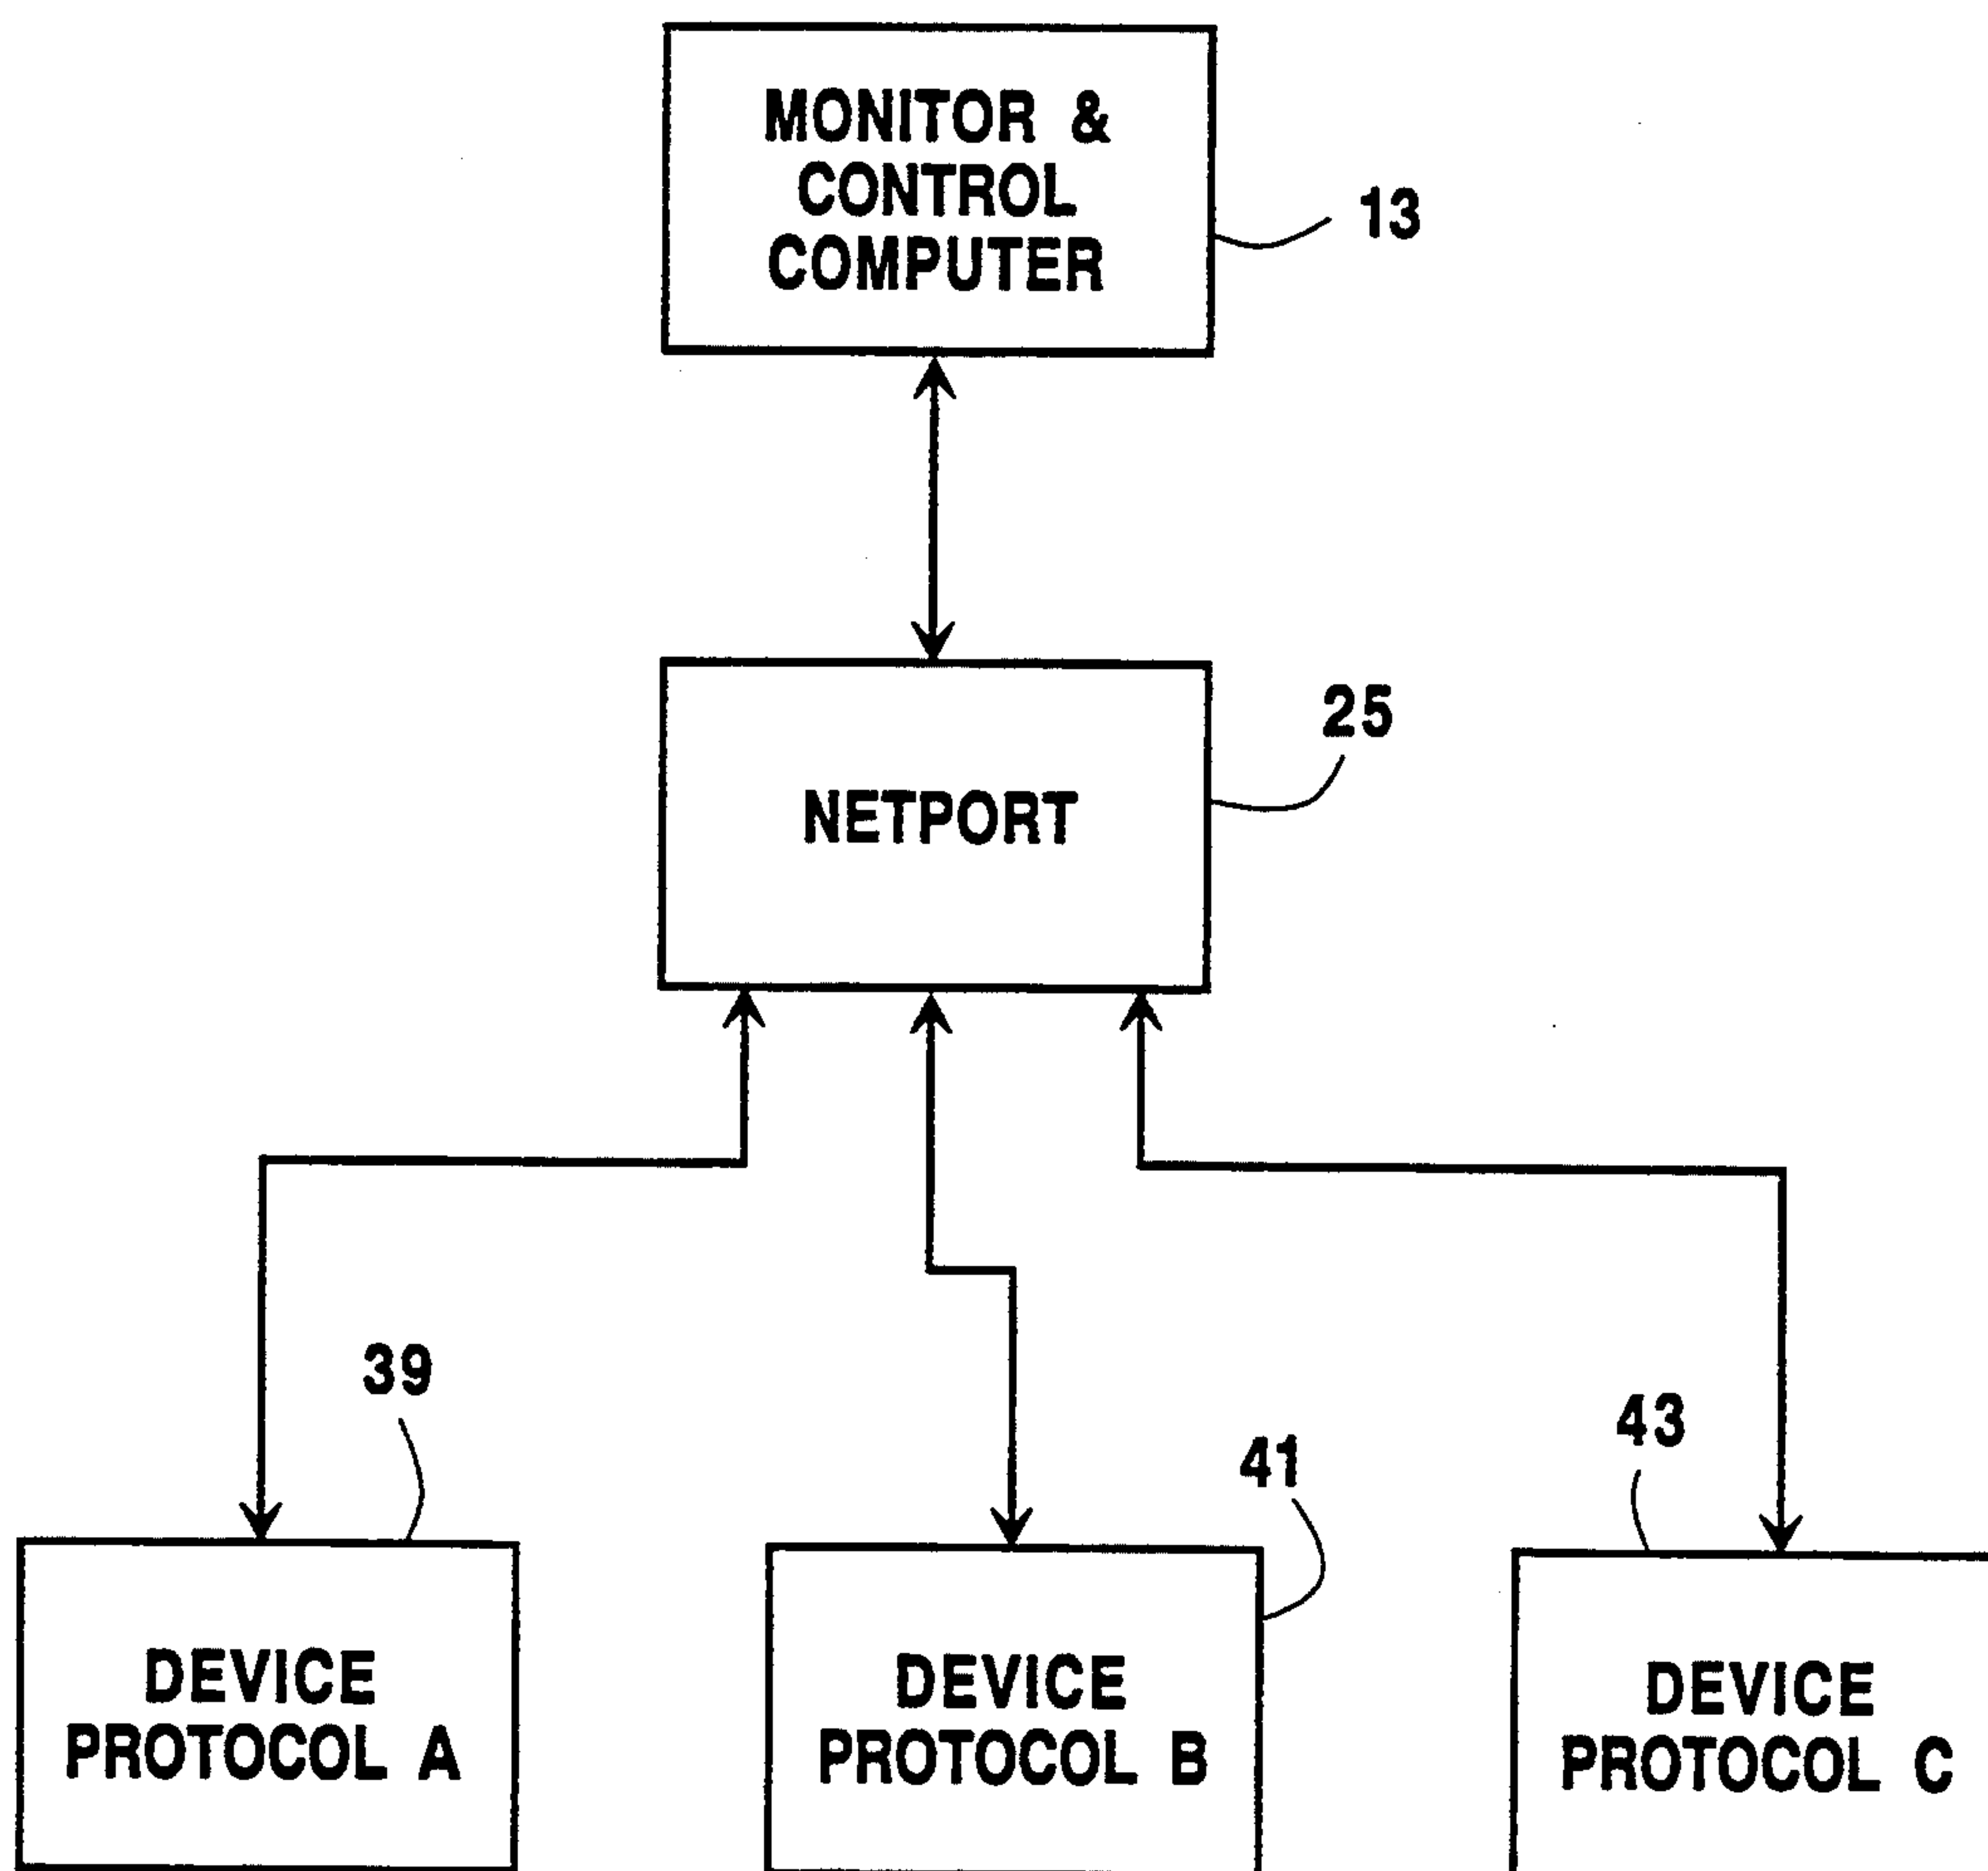 MONITOR &
CONTROL
COMPUTER
13
25
NETPORT
39
43
41
DEVICE
PROTOCOL A
DEVICE
PROTOCOL B
DEVICE
PROTOCOL C